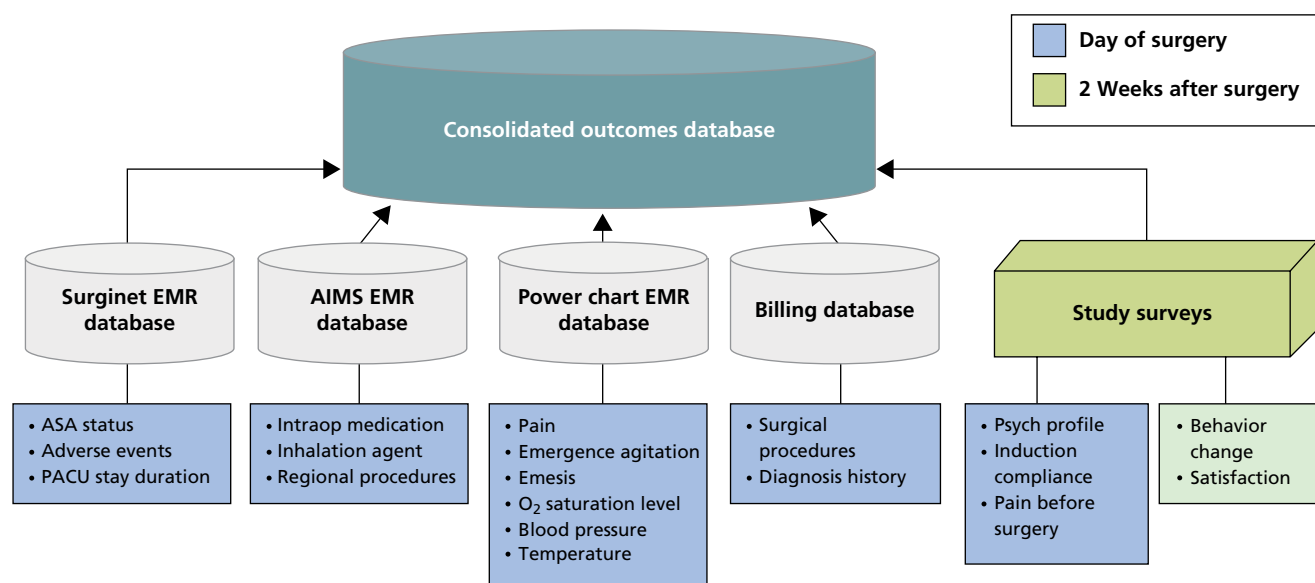 Day of surgery
2 Weeks after surgery
Consolidated outcomes database
Surginet EMR
database
AIMS EMR
database
Power chart EMR
database
Billing database
Study surveys
• ASA status
• Adverse events
• PACU stay duration
• Intraop medication
• Inhalation agent
• Regional procedures
• Pain
• Emergence agitation
• Emesis
• O₂ saturation level
• Blood pressure
• Temperature
• Surgical
procedures
• Diagnosis history
• Psych profile
• Induction
compliance
• Pain before
surgery
• Behavior
change
• Satisfaction